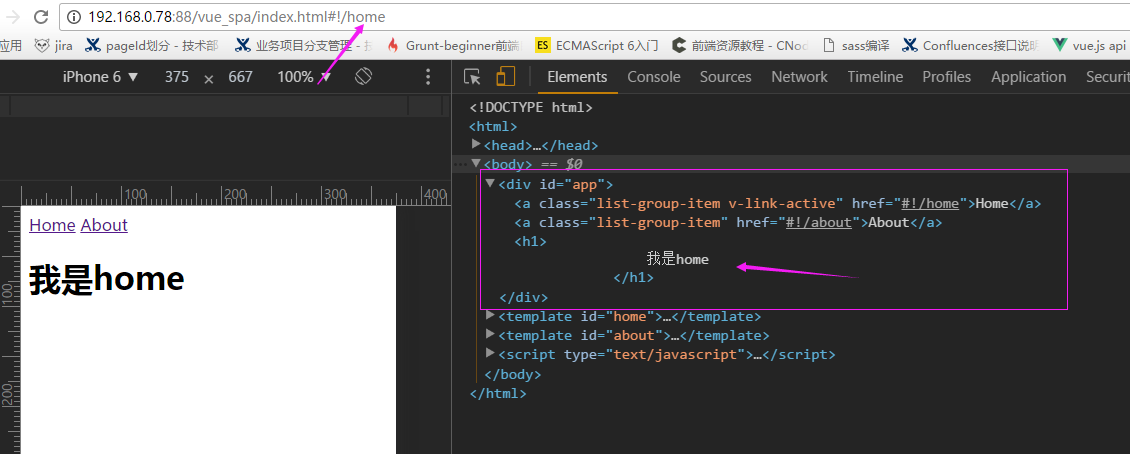 192.168.0.78:88/vue_spa/index.html#!/home
应用 jira pageId划分 - 技术部 业务项目分支管理 - 技 Grunt-beginner前端 ES ECMAScript 6入门 前端资源教程 - CNod sass编译 Confluences接口说明 vue.js api
iPhone 6 ▼ 375 × 667 100% ▼ Elements Console Sources Network Timeline Profiles Application Securit
<!DOCTYPE html>
<html>
▶<head>…</head>
…▼<body> == $0
▼<div id="app">
<a class="list-group-item v-link-active" href="#!/home">Home</a>
<a class="list-group-item" href="#!/about">About</a>
<h1>
我是home
</h1>
</div>
▶<template id="home">…</template>
▶<template id="about">…</template>
▶<script type="text/javascript">…</script>
</body>
</html>
100 200 300 400
Home About
我是home
100
200